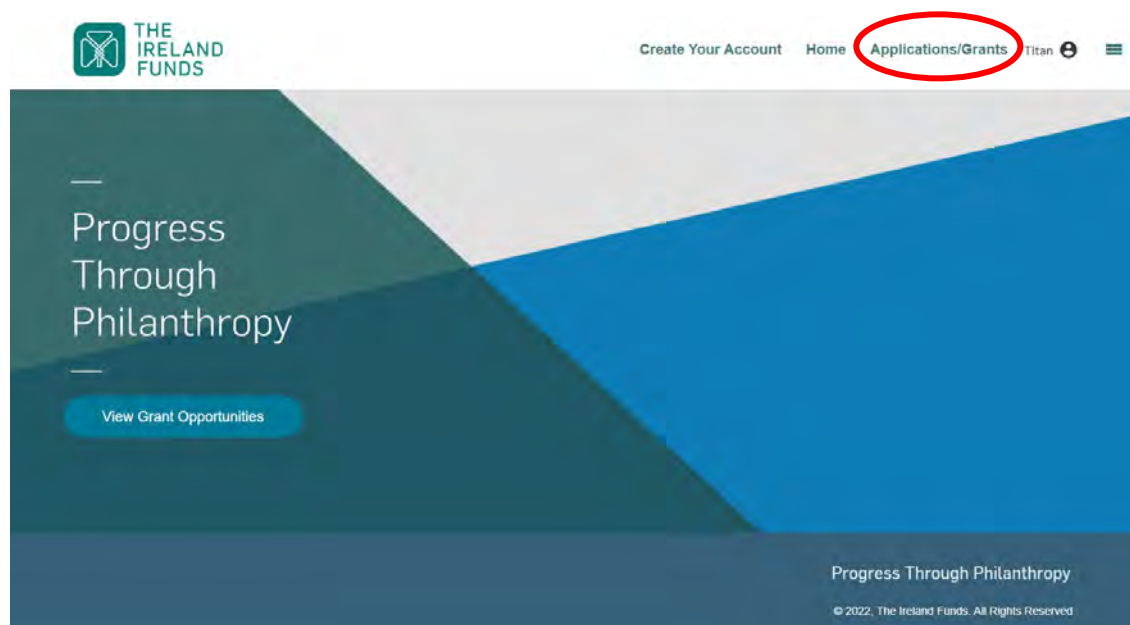 THE
IRELAND
FUNDS
Create Your Account Home Applications/Grants Titan
Progress
Through
Philanthropy
View Grant Opportunities
Progress Through Philanthropy
© 2022, The Ireland Funds. All Rights Reserved